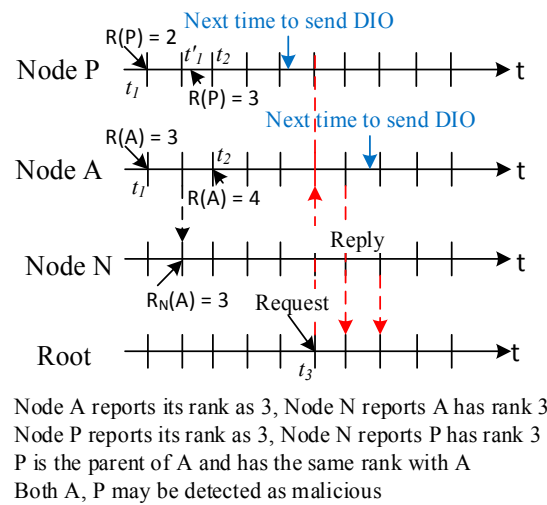 Next time to send DIO
R(P) = 2
t'1 t2
Node P
t
t1
R(P) = 3
Next time to send DIO
R(A) = 3
t2
Node A
t
t1
R(A) = 4
Reply
Node N
t
RN(A) = 3
Request
Root
t
t3
Node A reports its rank as 3, Node N reports A has rank 3
Node P reports its rank as 3, Node N reports P has rank 3
P is the parent of A and has the same rank with A
Both A, P may be detected as malicious